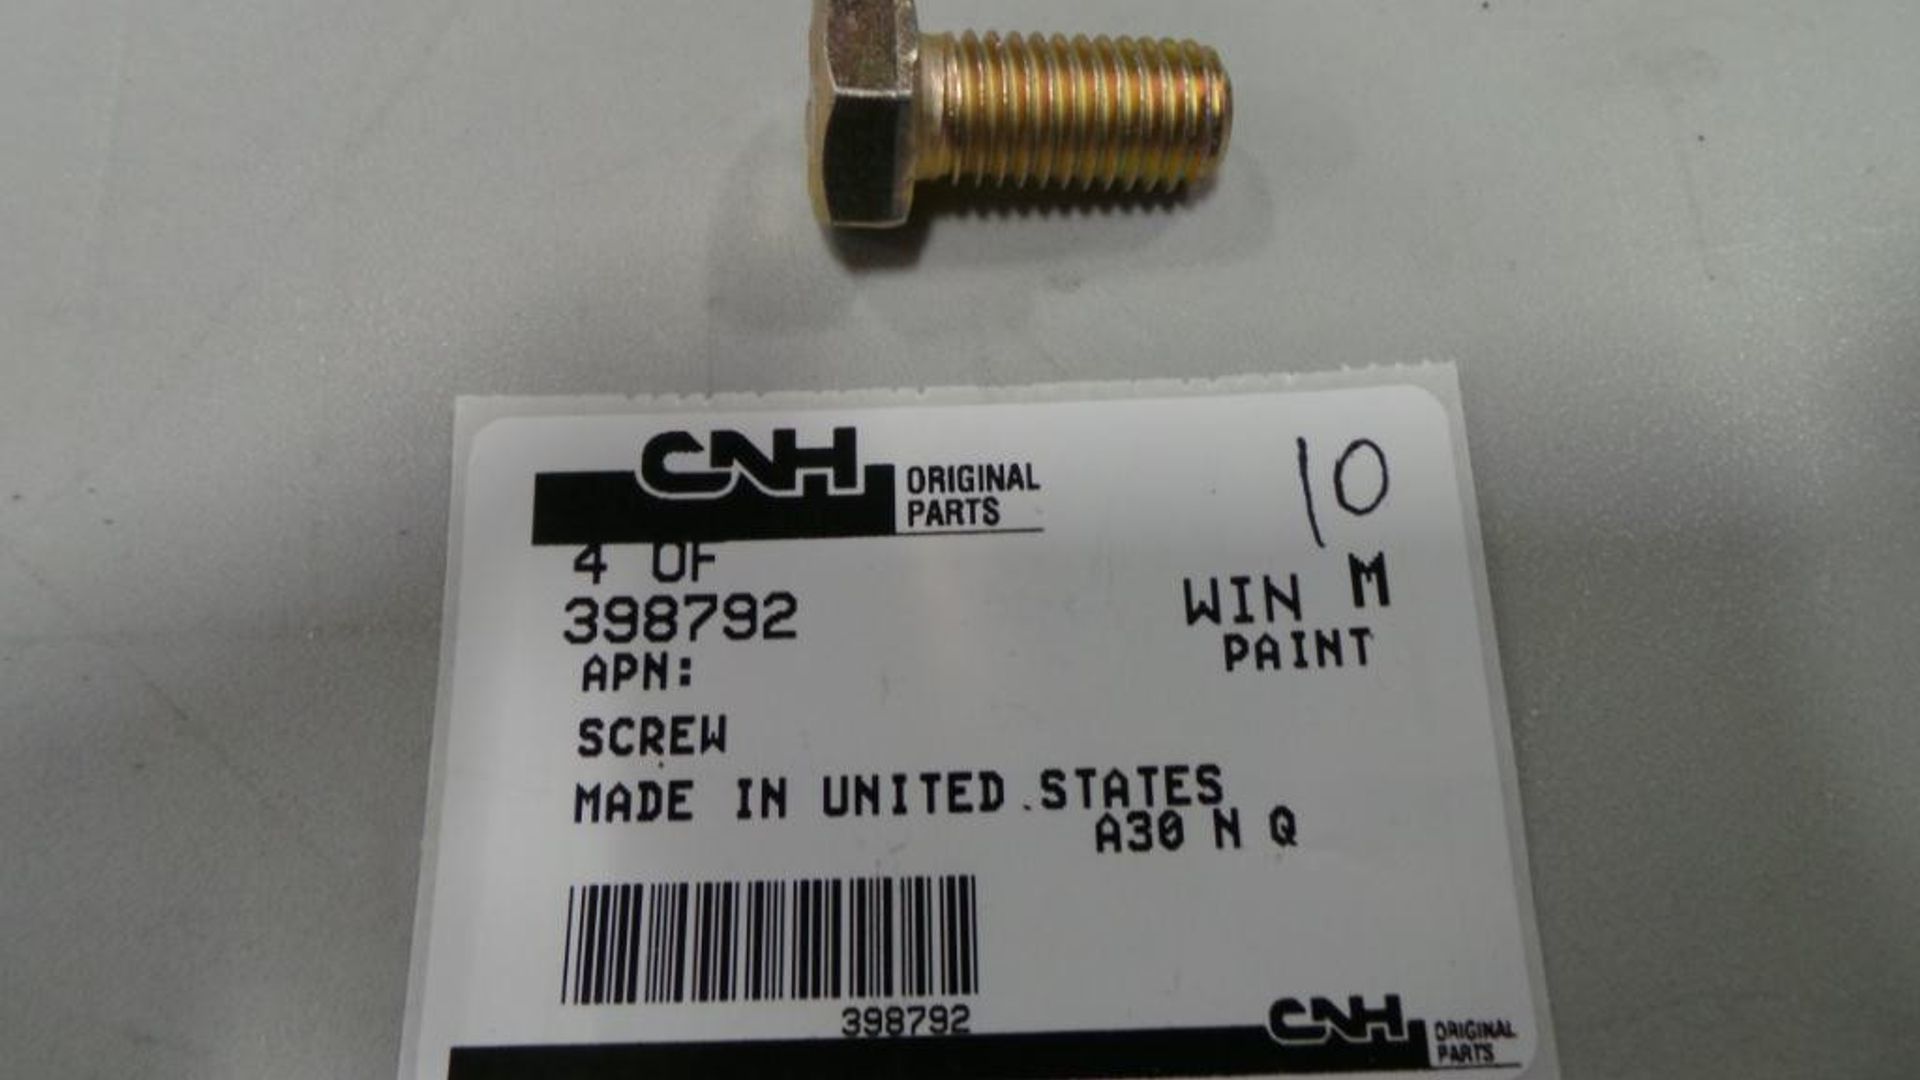 CNH ORIGINAL PARTS
10
4 OF
398792
WIN M
PAINT
APN:
SCREW
MADE IN UNITED STATES
A30 N Q
398792
CNH ORIGINAL PARTS